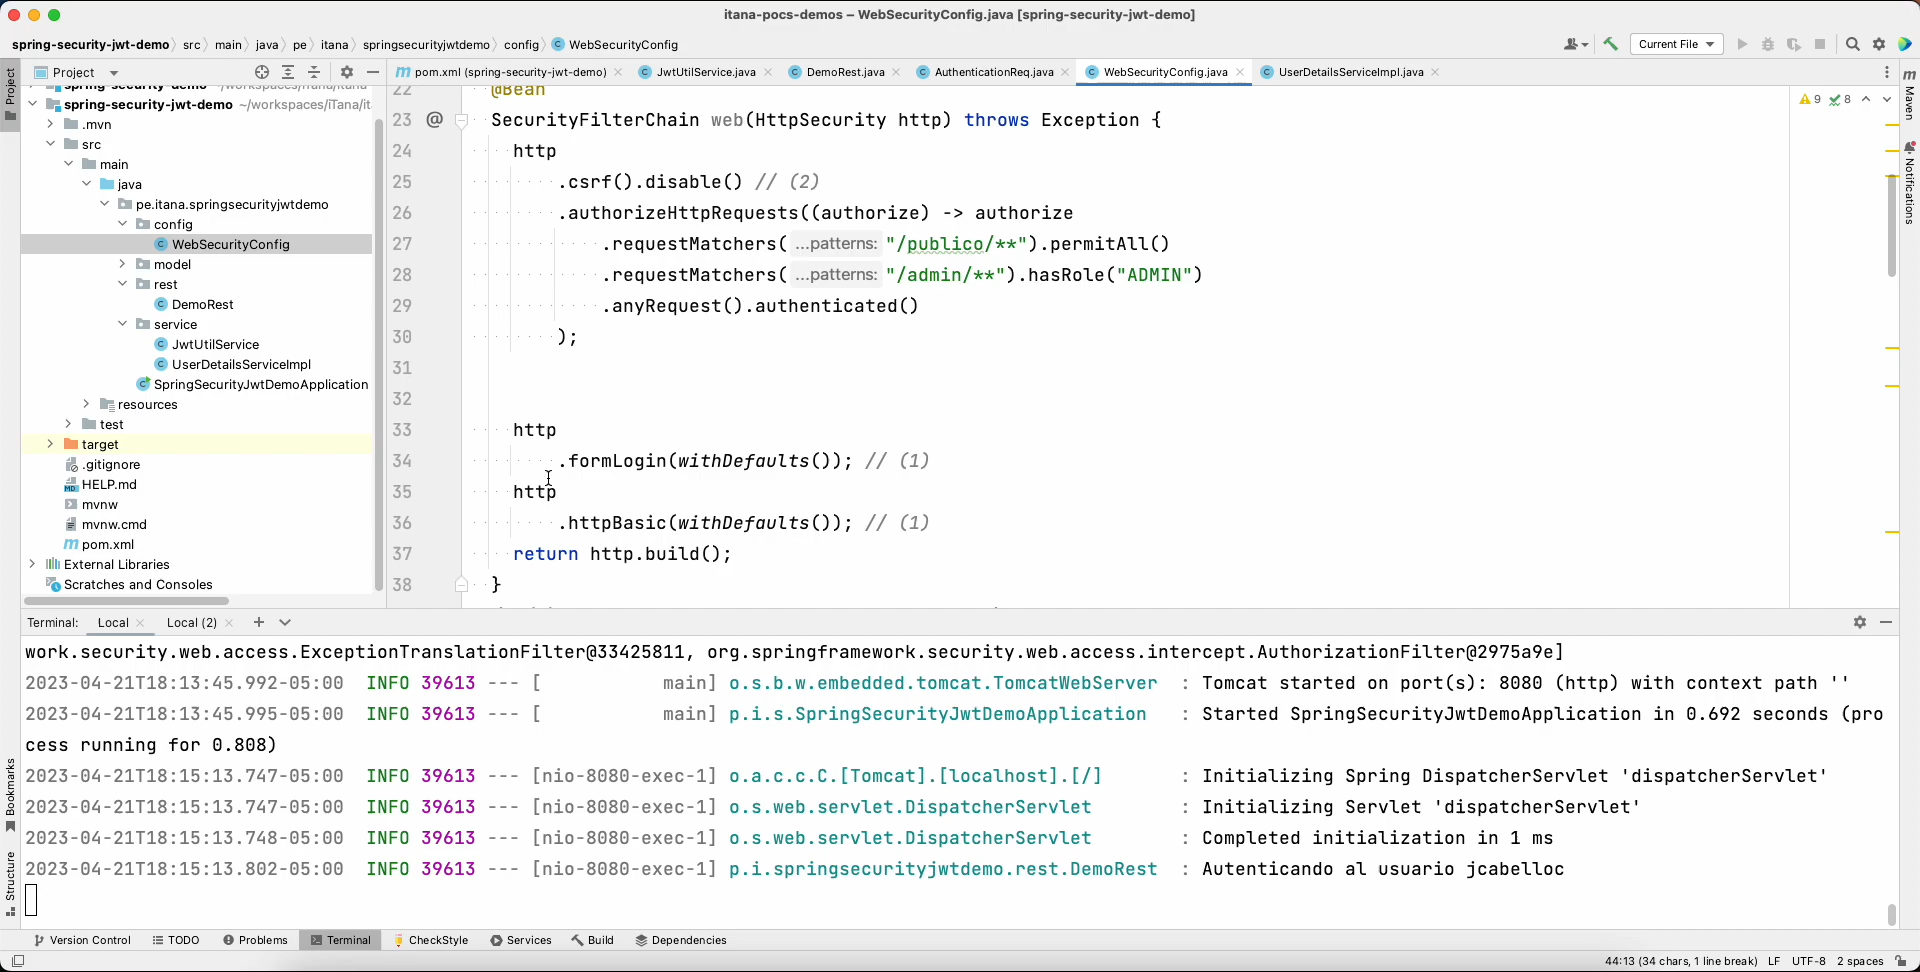 itana-pocs-demos – WebSecurityConfig.java [spring-security-jwt-demo]
spring-security-jwt-demo src main java pe itana springsecurityjwtdemo config WebSecurityConfig
Current File
Project
pom.xml (spring-security-jwt-demo) JwtUtilService.java DemoRest.java AuthenticationReq.java WebSecurityConfig.java UserDetailsServiceImpl.java
Project
Maven
Notifications
spring-security-jwt-demo ~/workspaces/iTana/it
.mvn
src
main
java
pe.itana.springsecurityjwtdemo
config
WebSecurityConfig
model
rest
DemoRest
service
JwtUtilService
UserDetailsServiceImpl
SpringSecurityJwtDemoApplication
resources
test
target
.gitignore
HELP.md
mvnw
mvnw.cmd
pom.xml
External Libraries
Scratches and Consoles
9 8
22 @Bean
23 @ SecurityFilterChain web(HttpSecurity http) throws Exception {
24 http
25 .csrf().disable() // (2)
26 .authorizeHttpRequests((authorize) -> authorize
27 .requestMatchers( ...patterns: "/publico/**").permitAll()
28 .requestMatchers( ...patterns: "/admin/**").hasRole("ADMIN")
29 .anyRequest().authenticated()
30 );
31
32
33 http
34 .formLogin(withDefaults()); // (1)
35 http
36 .httpBasic(withDefaults()); // (1)
37 return http.build();
38 }
Terminal: Local Local (2)
work.security.web.access.ExceptionTranslationFilter@33425811, org.springframework.security.web.access.intercept.AuthorizationFilter@2975a9e]
2023-04-21T18:13:45.992-05:00 INFO 39613 --- [ main] o.s.b.w.embedded.tomcat.TomcatWebServer : Tomcat started on port(s): 8080 (http) with context path ''
2023-04-21T18:13:45.995-05:00 INFO 39613 --- [ main] p.i.s.SpringSecurityJwtDemoApplication : Started SpringSecurityJwtDemoApplication in 0.692 seconds (pro
cess running for 0.808)
2023-04-21T18:15:13.747-05:00 INFO 39613 --- [nio-8080-exec-1] o.a.c.c.C.[Tomcat].[localhost].[/] : Initializing Spring DispatcherServlet 'dispatcherServlet'
2023-04-21T18:15:13.747-05:00 INFO 39613 --- [nio-8080-exec-1] o.s.web.servlet.DispatcherServlet : Initializing Servlet 'dispatcherServlet'
2023-04-21T18:15:13.748-05:00 INFO 39613 --- [nio-8080-exec-1] o.s.web.servlet.DispatcherServlet : Completed initialization in 1 ms
2023-04-21T18:15:13.802-05:00 INFO 39613 --- [nio-8080-exec-1] p.i.springsecurityjwtdemo.rest.DemoRest : Autenticando al usuario jcabelloc
Bookmarks
Structure
Version Control TODO Problems Terminal CheckStyle Services Build Dependencies
44:13 (34 chars, 1 line break) LF UTF-8 2 spaces